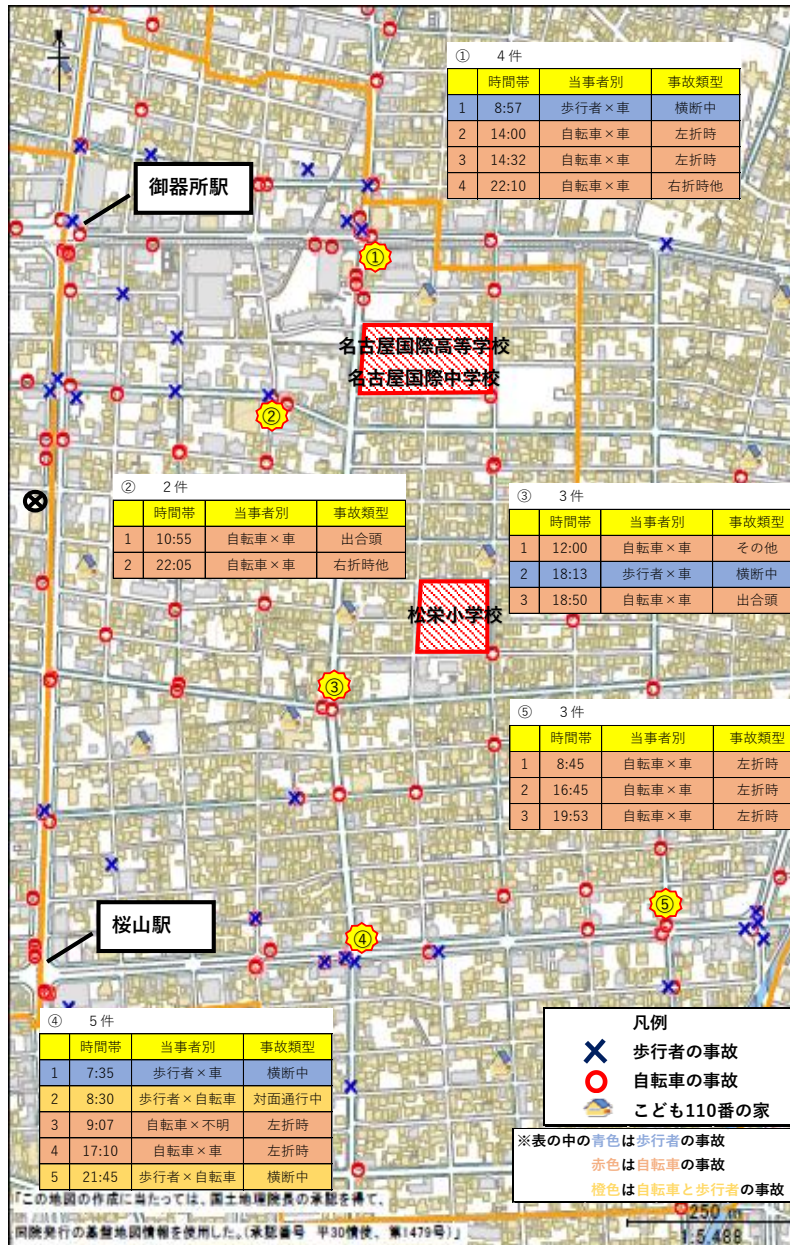 ① 4件
時間帯 当事者別 事故類型
1 8:57 歩行者×車 横断中
2 14:00 自転車×車 左折時
3 14:32 自転車×車 左折時
4 22:10 自転車×車 右折時他
御器所駅
①
名古屋国際高等学校
名古屋国際中学校
②
② 2件
時間帯 当事者別 事故類型
1 10:55 自転車×車 出合頭
2 22:05 自転車×車 右折時他
③ 3件
時間帯 当事者別 事故類型
1 12:00 自転車×車 その他
2 18:13 歩行者×車 横断中
3 18:50 自転車×車 出合頭
松栄小学校
③
⑤ 3件
時間帯 当事者別 事故類型
1 8:45 自転車×車 左折時
2 16:45 自転車×車 左折時
3 19:53 自転車×車 左折時
⑤
桜山駅
④
④ 5件
時間帯 当事者別 事故類型
1 7:35 歩行者×車 横断中
2 8:30 歩行者×自転車 対面通行中
3 9:07 自転車×不明 左折時
4 17:10 自転車×車 左折時
5 21:45 歩行者×自転車 横断中
凡例
歩行者の事故
自転車の事故
こども110番の家
※表の中の青色は歩行者の事故
赤色は自転車の事故
橙色は自転車と歩行者の事故
「この地図の作成に当たっては、国土地理院長の承認を得て、
同院発行の基盤地図情報を使用した。(承認番号 平30情使、第1479号)」
250 m
1:5,488